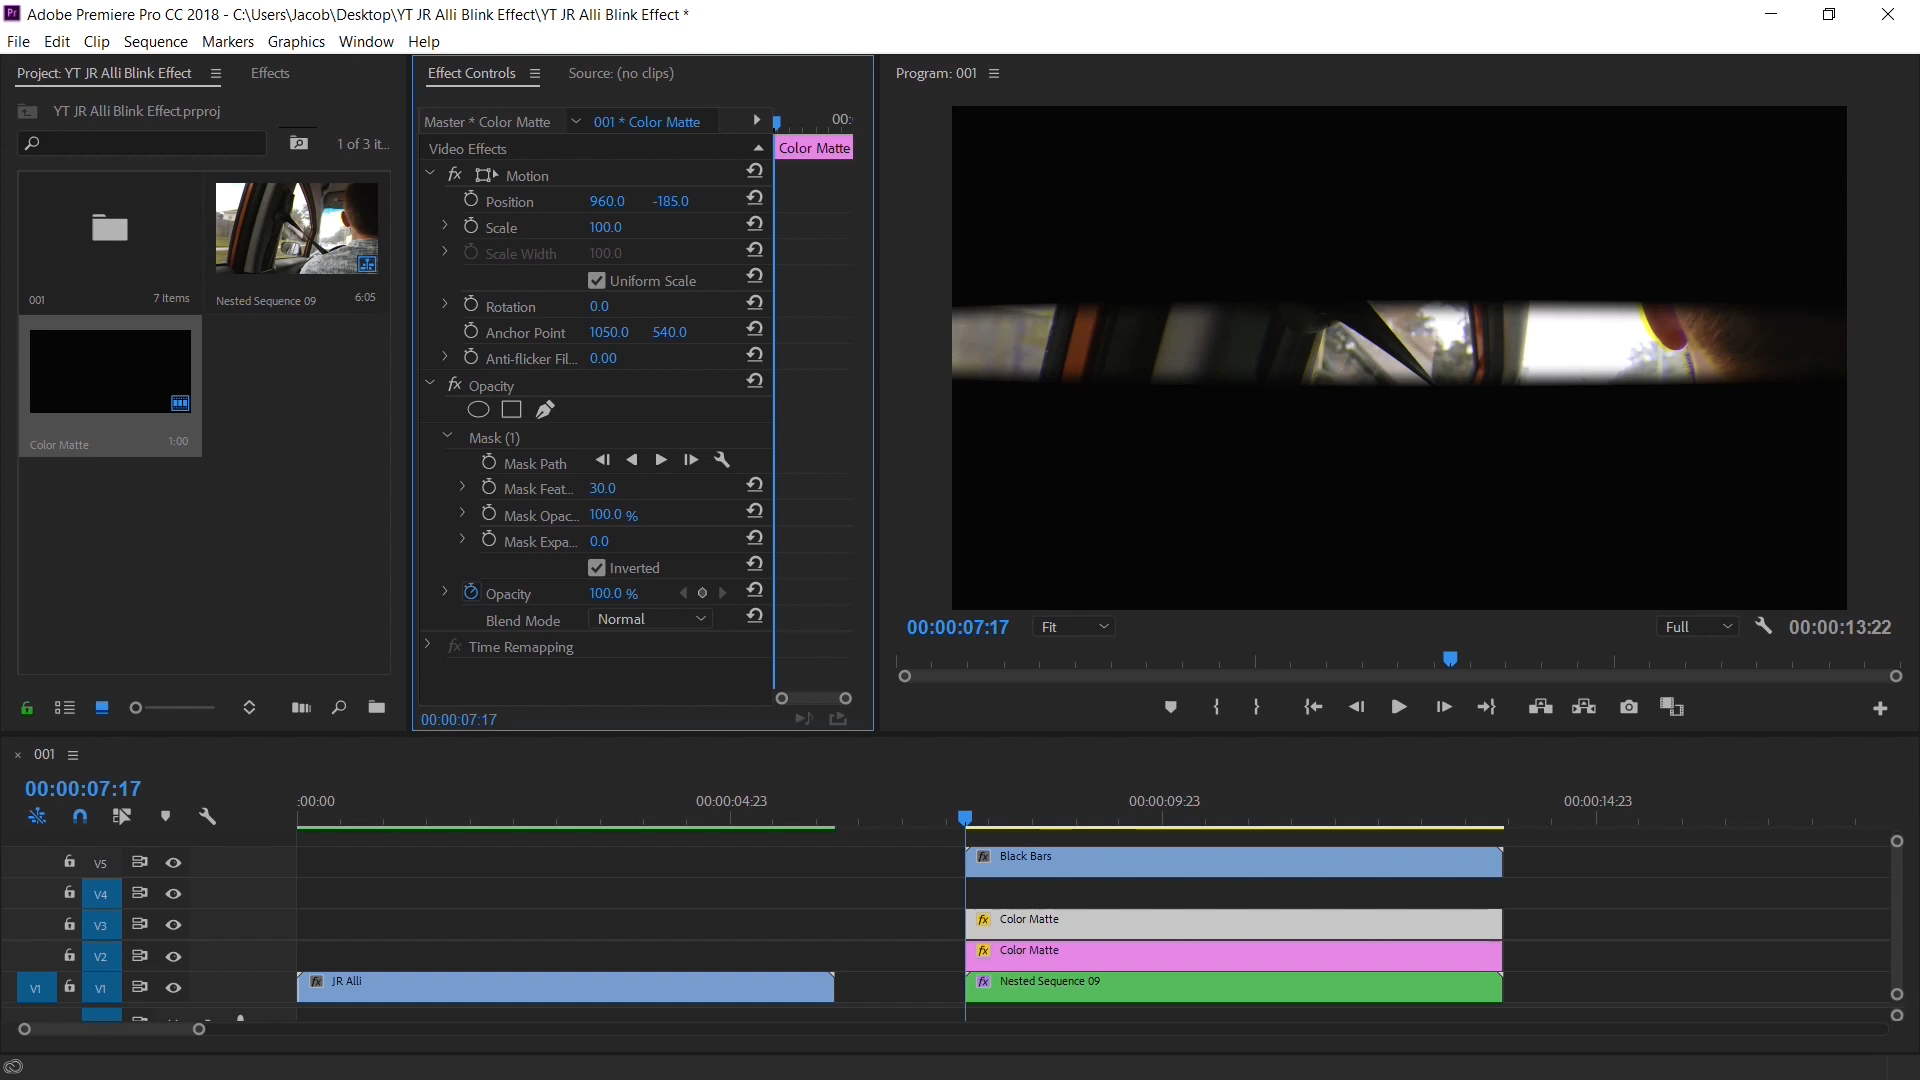 Pr Adobe Premiere Pro CC 2018 - C:\Users\Jacob\Desktop\YT JR Alli Blink Effect\YT JR Alli Blink Effect *
File Edit Clip Sequence Markers Graphics Window Help
Project: YT JR Alli Blink Effect
Effects
YT JR Alli Blink Effect.prproj
1 of 3 it...
001
7 Items
Nested Sequence 09
6:05
Color Matte
1:00
Effect Controls
Source: (no clips)
Master * Color Matte
001 * Color Matte
00:
Video Effects
Color Matte
fx Motion
Position 960.0 -185.0
Scale 100.0
Scale Width 100.0
Uniform Scale
Rotation 0.0
Anchor Point 1050.0 540.0
Anti-flicker Fil... 0.00
fx Opacity
Mask (1)
Mask Path
Mask Feat... 30.0
Mask Opac... 100.0 %
Mask Expa... 0.0
Inverted
Opacity 100.0 %
Blend Mode Normal
fx Time Remapping
00:00:07:17
Program: 001
00:00:07:17
Fit
Full
00:00:13:22
× 001
00:00:07:17
:00:00
00:00:04:23
00:00:09:23
00:00:14:23
V5
fx Black Bars
V4
V3
fx Color Matte
V2
fx Color Matte
V1 V1
fx JR Alli
fx Nested Sequence 09